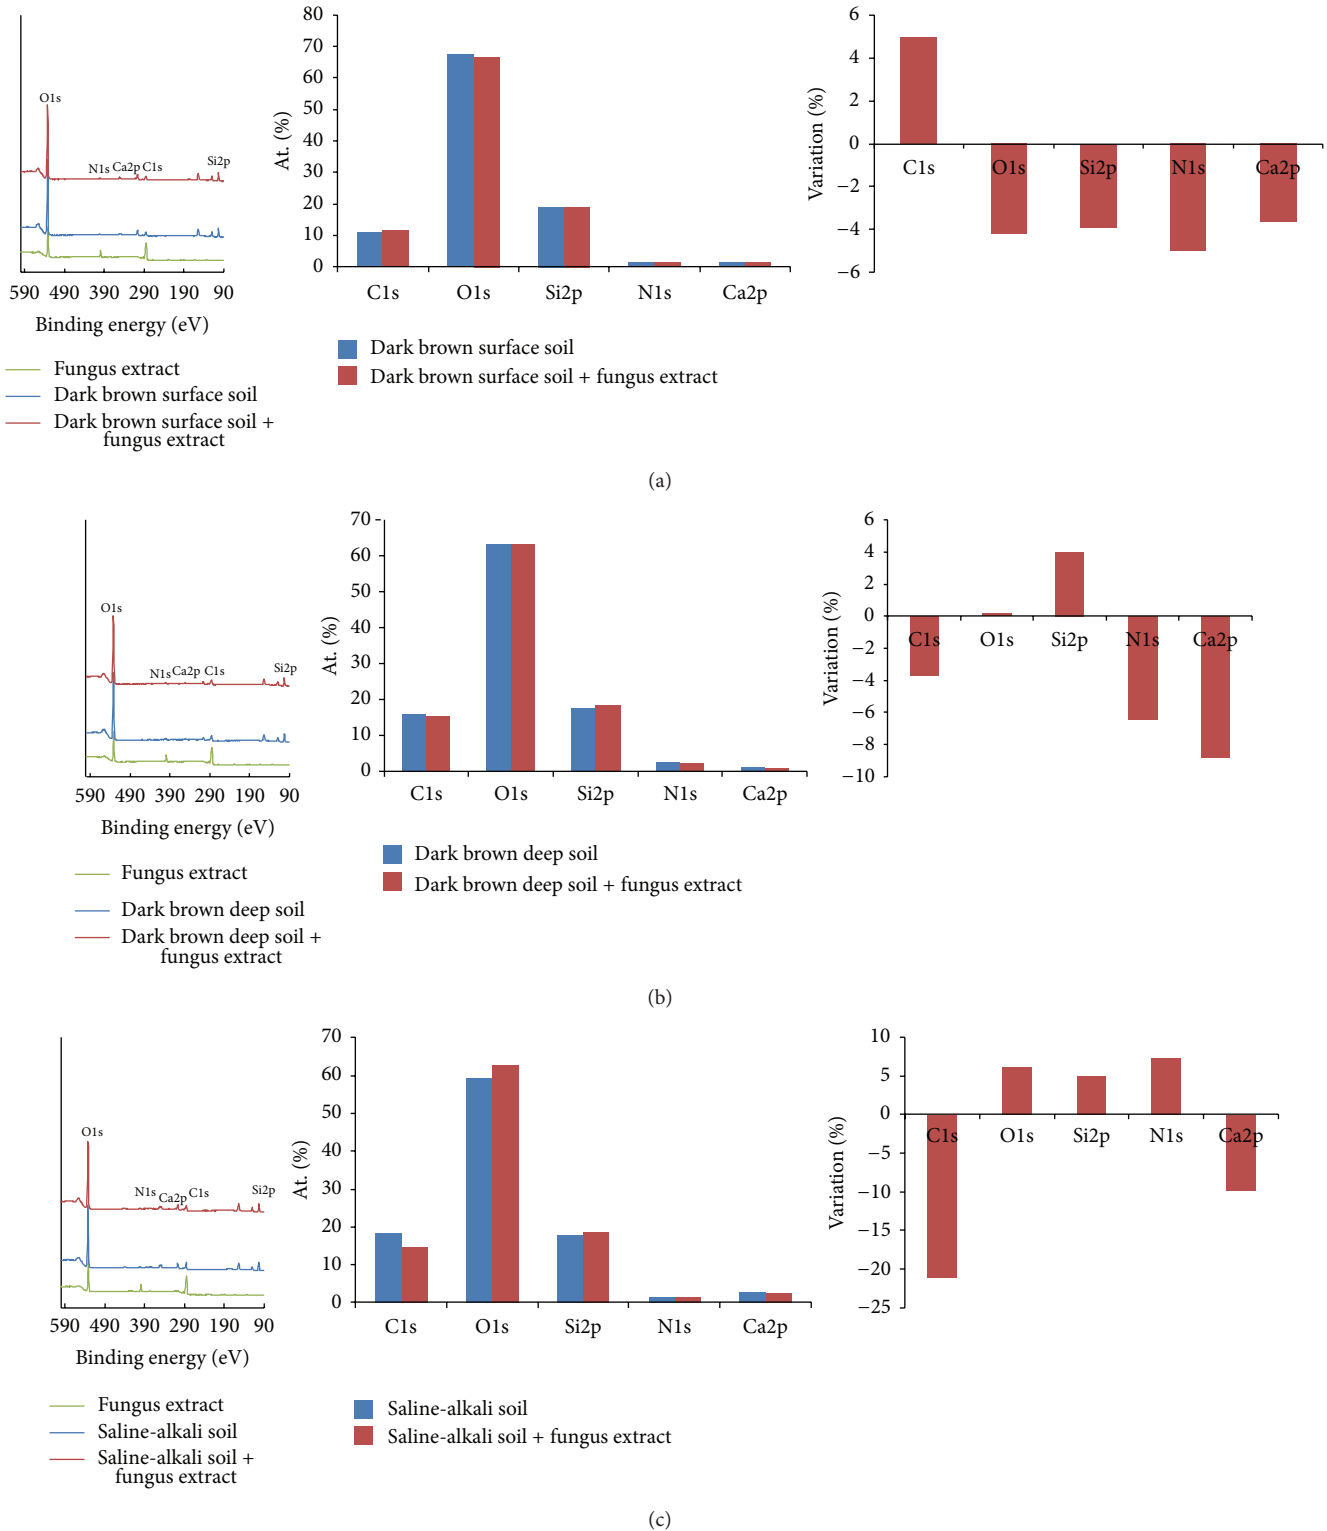 O1s
N1s
Ca2p
C1s
Si2p
590 490 390 290 190 90
Binding energy (eV)
Fungus extract
Dark brown surface soil
Dark brown surface soil +
fungus extract
80
70
60
50
40
30
20
10
0
At. (%)
C1s O1s Si2p N1s Ca2p
Dark brown surface soil
Dark brown surface soil + fungus extract
6
4
2
0
−2
−4
−6
Variation (%)
C1s O1s Si2p N1s Ca2p
(a)
O1s
N1s
Ca2p
C1s
Si2p
590 490 390 290 190 90
Binding energy (eV)
Fungus extract
Dark brown deep soil
Dark brown deep soil +
fungus extract
70
60
50
40
30
20
10
0
At. (%)
C1s O1s Si2p N1s Ca2p
Dark brown deep soil
Dark brown deep soil + fungus extract
6
4
2
0
−2
−4
−6
−8
−10
Variation (%)
C1s O1s Si2p N1s Ca2p
(b)
O1s
N1s
Ca2p
C1s
Si2p
590 490 390 290 190 90
Binding energy (eV)
Fungus extract
Saline-alkali soil
Saline-alkali soil +
fungus extract
70
60
50
40
30
20
10
0
At. (%)
C1s O1s Si2p N1s Ca2p
Saline-alkali soil
Saline-alkali soil + fungus extract
10
5
0
−5
−10
−15
−20
−25
Variation (%)
C1s O1s Si2p N1s Ca2p
(c)